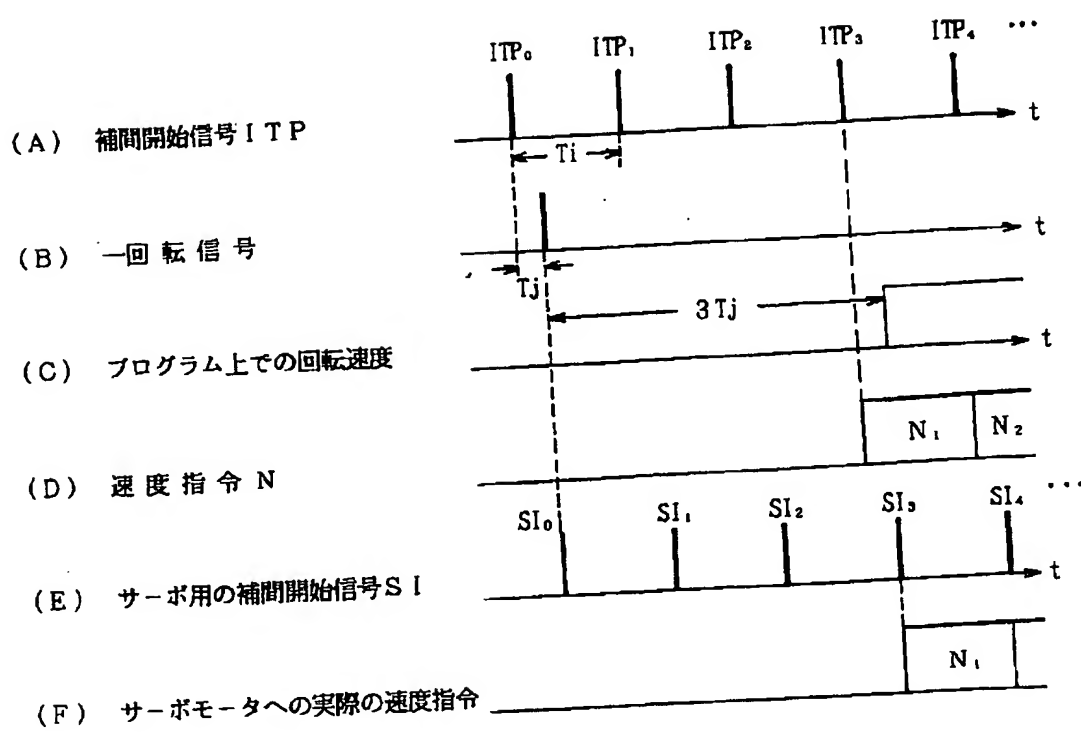 ITP₀ ITP₁ ITP₂ ITP₃ ITP₄ …
(A) 補間開始信号ITP
t
Ti
(B) 一回転信号
t
Tj
3Tj
(C) プログラム上での回転速度
t
N₁ N₂
(D) 速度指令N
SI₀ SI₁ SI₂ SI₃ SI₄ …
(E) サーボ用の補間開始信号SI
t
N₁
(F) サーボモータへの実際の速度指令